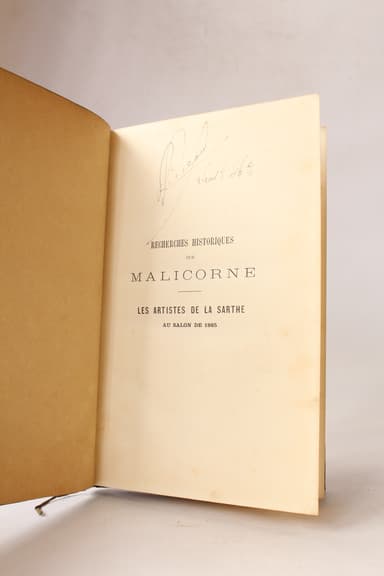 RECHERCHES HISTORIQUES
SUR
MALICORNE
LES ARTISTES DE LA SARTHE
AU SALON DE 1885